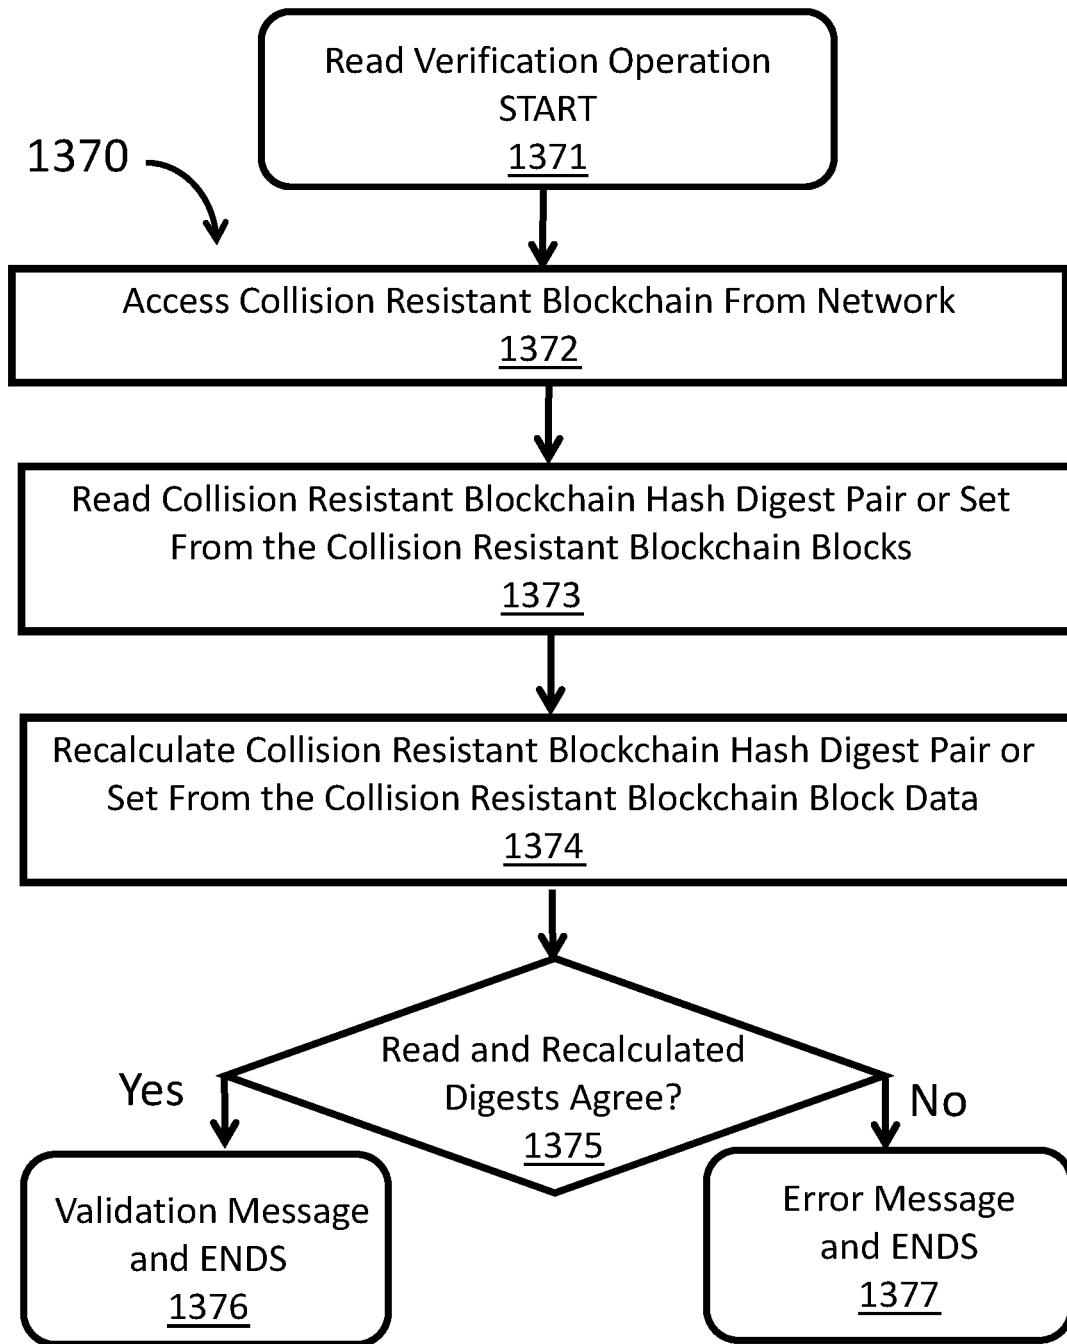 Read Verification Operation
START
1371
1370
Access Collision Resistant Blockchain From Network
1372
Read Collision Resistant Blockchain Hash Digest Pair or Set
From the Collision Resistant Blockchain Blocks
1373
Recalculate Collision Resistant Blockchain Hash Digest Pair or
Set From the Collision Resistant Blockchain Block Data
1374
Read and Recalculated
Digests Agree?
1375
Yes
No
Validation Message
and ENDS
1376
Error Message
and ENDS
1377